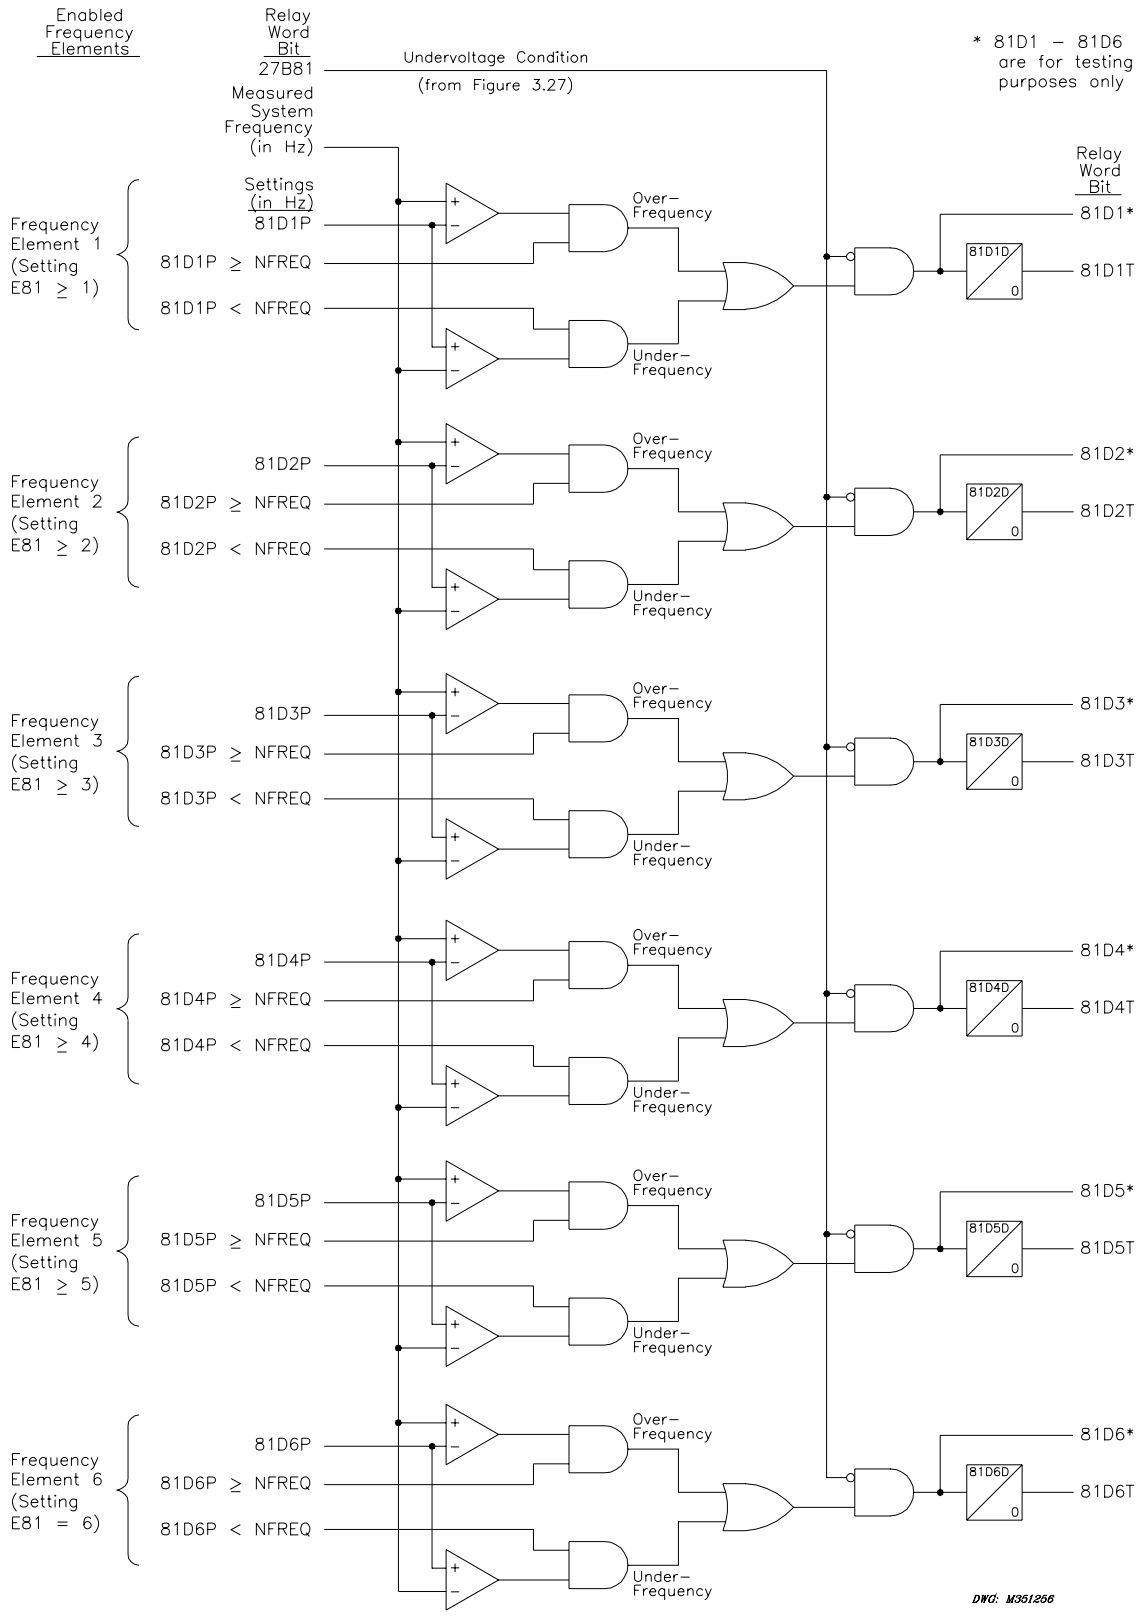 Enabled
Frequency
Elements
Relay
Word
Bit
27B81
Undervoltage Condition
(from Figure 3.27)
* 81D1 – 81D6
are for testing
purposes only
Measured
System
Frequency
(in Hz)
Settings
(in Hz)
Relay
Word
Bit
Frequency
Element 1
(Setting
E81 ≥ 1)
81D1P
81D1P ≥ NFREQ
81D1P < NFREQ
+
−
+
−
Over–
Frequency
Under–
Frequency
81D1D
0
81D1*
81D1T
Frequency
Element 2
(Setting
E81 ≥ 2)
81D2P
81D2P ≥ NFREQ
81D2P < NFREQ
+
−
+
−
Over–
Frequency
Under–
Frequency
81D2D
0
81D2*
81D2T
Frequency
Element 3
(Setting
E81 ≥ 3)
81D3P
81D3P ≥ NFREQ
81D3P < NFREQ
+
−
+
−
Over–
Frequency
Under–
Frequency
81D3D
0
81D3*
81D3T
Frequency
Element 4
(Setting
E81 ≥ 4)
81D4P
81D4P ≥ NFREQ
81D4P < NFREQ
+
−
+
−
Over–
Frequency
Under–
Frequency
81D4D
0
81D4*
81D4T
Frequency
Element 5
(Setting
E81 ≥ 5)
81D5P
81D5P ≥ NFREQ
81D5P < NFREQ
+
−
+
−
Over–
Frequency
Under–
Frequency
81D5D
0
81D5*
81D5T
Frequency
Element 6
(Setting
E81 = 6)
81D6P
81D6P ≥ NFREQ
81D6P < NFREQ
+
−
+
−
Over–
Frequency
Under–
Frequency
81D6D
0
81D6*
81D6T
DWG: M351256